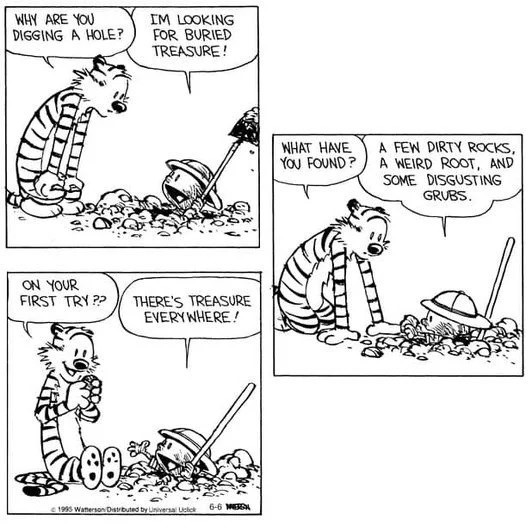 WHY ARE YOU
DIGGING A HOLE?
I'M LOOKING
FOR BURIED
TREASURE!
WHAT HAVE
YOU FOUND?
A FEW DIRTY ROCKS,
A WEIRD ROOT, AND
SOME DISGUSTING
GRUBS.
ON YOUR
FIRST TRY??
THERE'S TREASURE
EVERYWHERE!
© 1995 Watterson/Distributed by Universal Uclick
6-6 WATTERSON